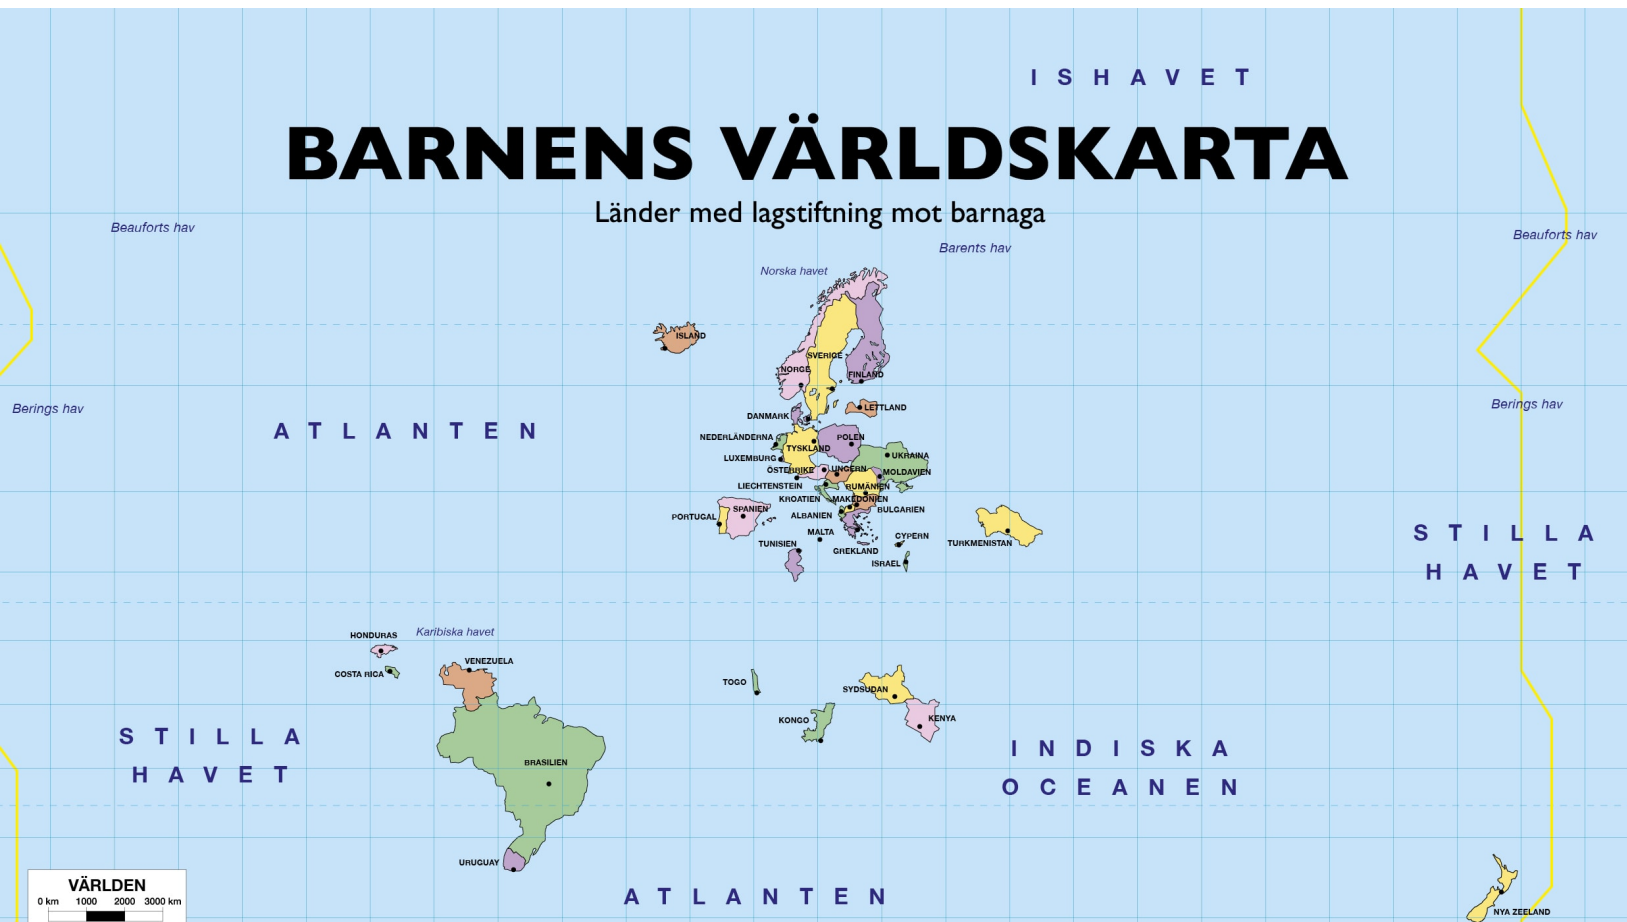 ISHAVET
BARNENS VÄRLDSKARTA
Länder med lagstiftning mot barnaga
Beauforts hav
Beauforts hav
Barents hav
Norska havet
ISLAND
SVERIGE
NORGE
FINLAND
Berings hav
Berings hav
LETTLAND
DANMARK
ATLANTEN
NEDERLÄNDERNA
POLEN
TYSKLAND
UKRAINA
LUXEMBURG
ÖSTERRIKE
UNGERN
MOLDAVIEN
LIECHTENSTEIN
RUMÄNIEN
KROATIEN
MAKEDONIEN
SPANIEN
BULGARIEN
PORTUGAL
ALBANIEN
MALTA
CYPERN
STILLA
HAVET
TUNISIEN
GREKLAND
TURKMENISTAN
ISRAEL
HONDURAS
Karibiska havet
VENEZUELA
COSTA RICA
TOGO
SYDSUDAN
KONGO
KENYA
STILLA
HAVET
INDISKA
OCEANEN
BRASILIEN
URUGUAY
VÄRLDEN
0 km 1000 2000 3000 km
ATLANTEN
NYA ZEELAND